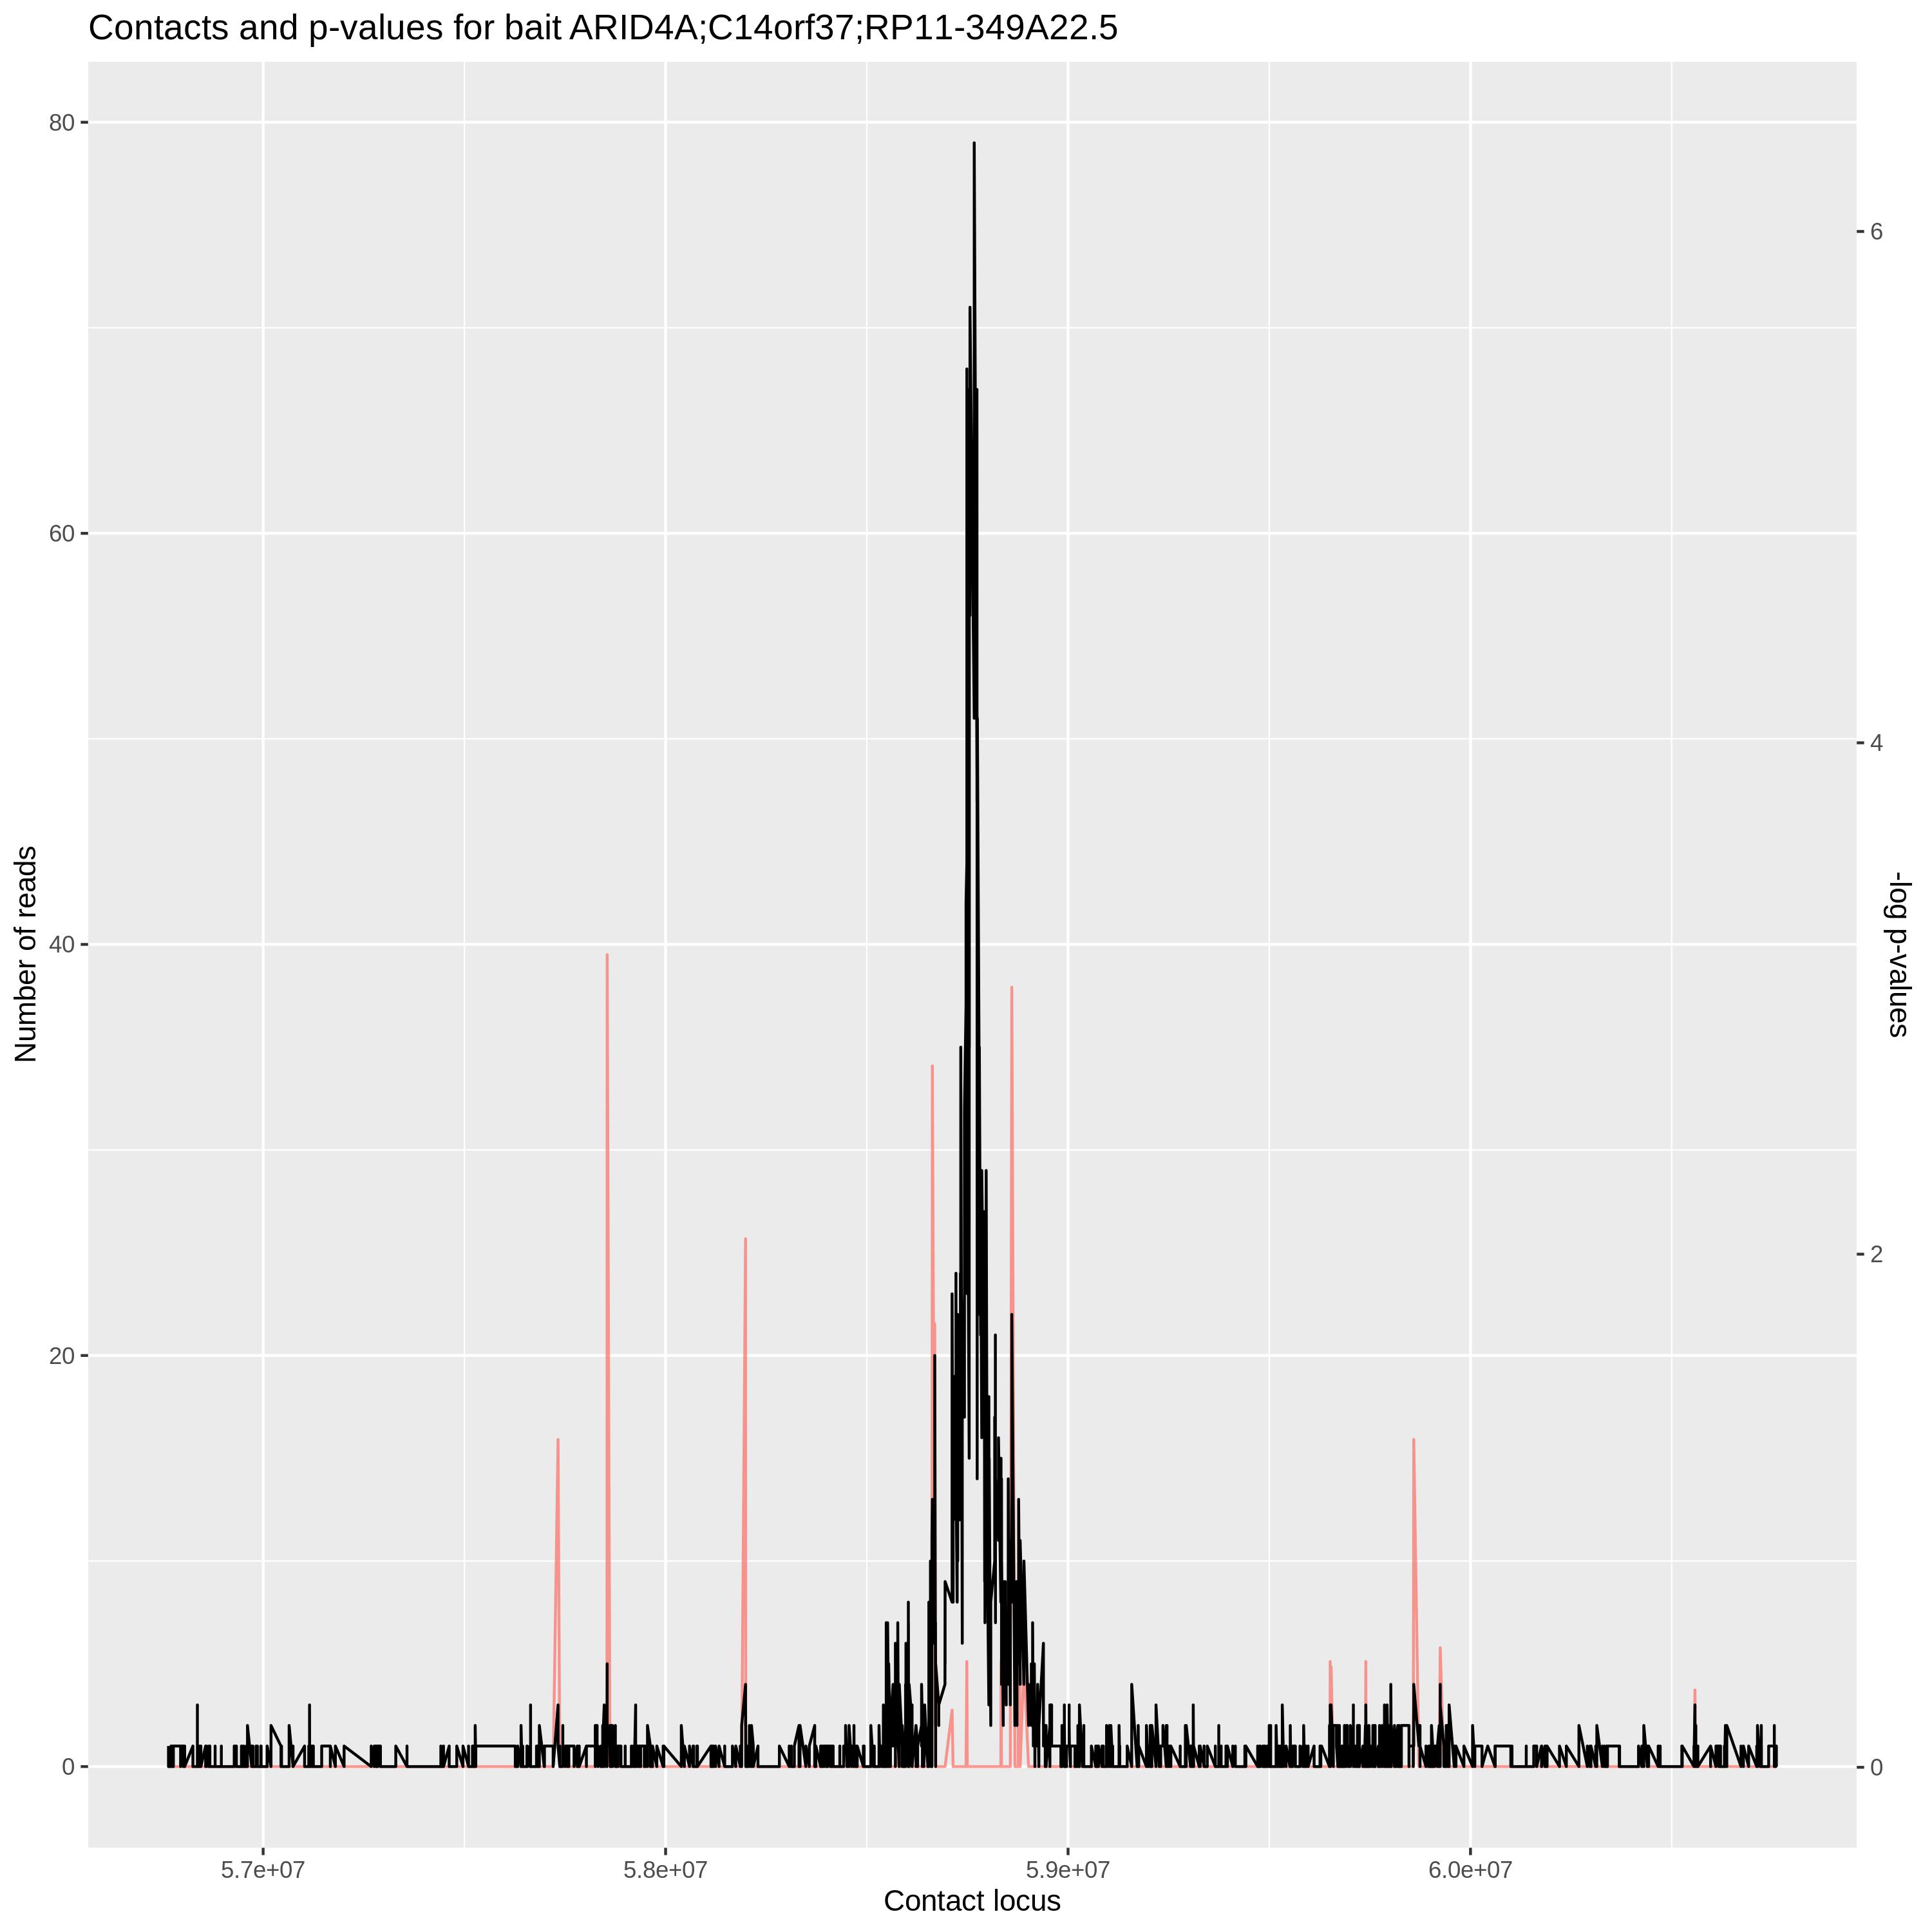 Contacts and p-values for bait ARID4A;C14orf37;RP11-349A22.5
80
60
40
20
0
Number of reads
6
4
2
0
-log p-values
5.7e+07 5.8e+07 5.9e+07 6.0e+07
Contact locus